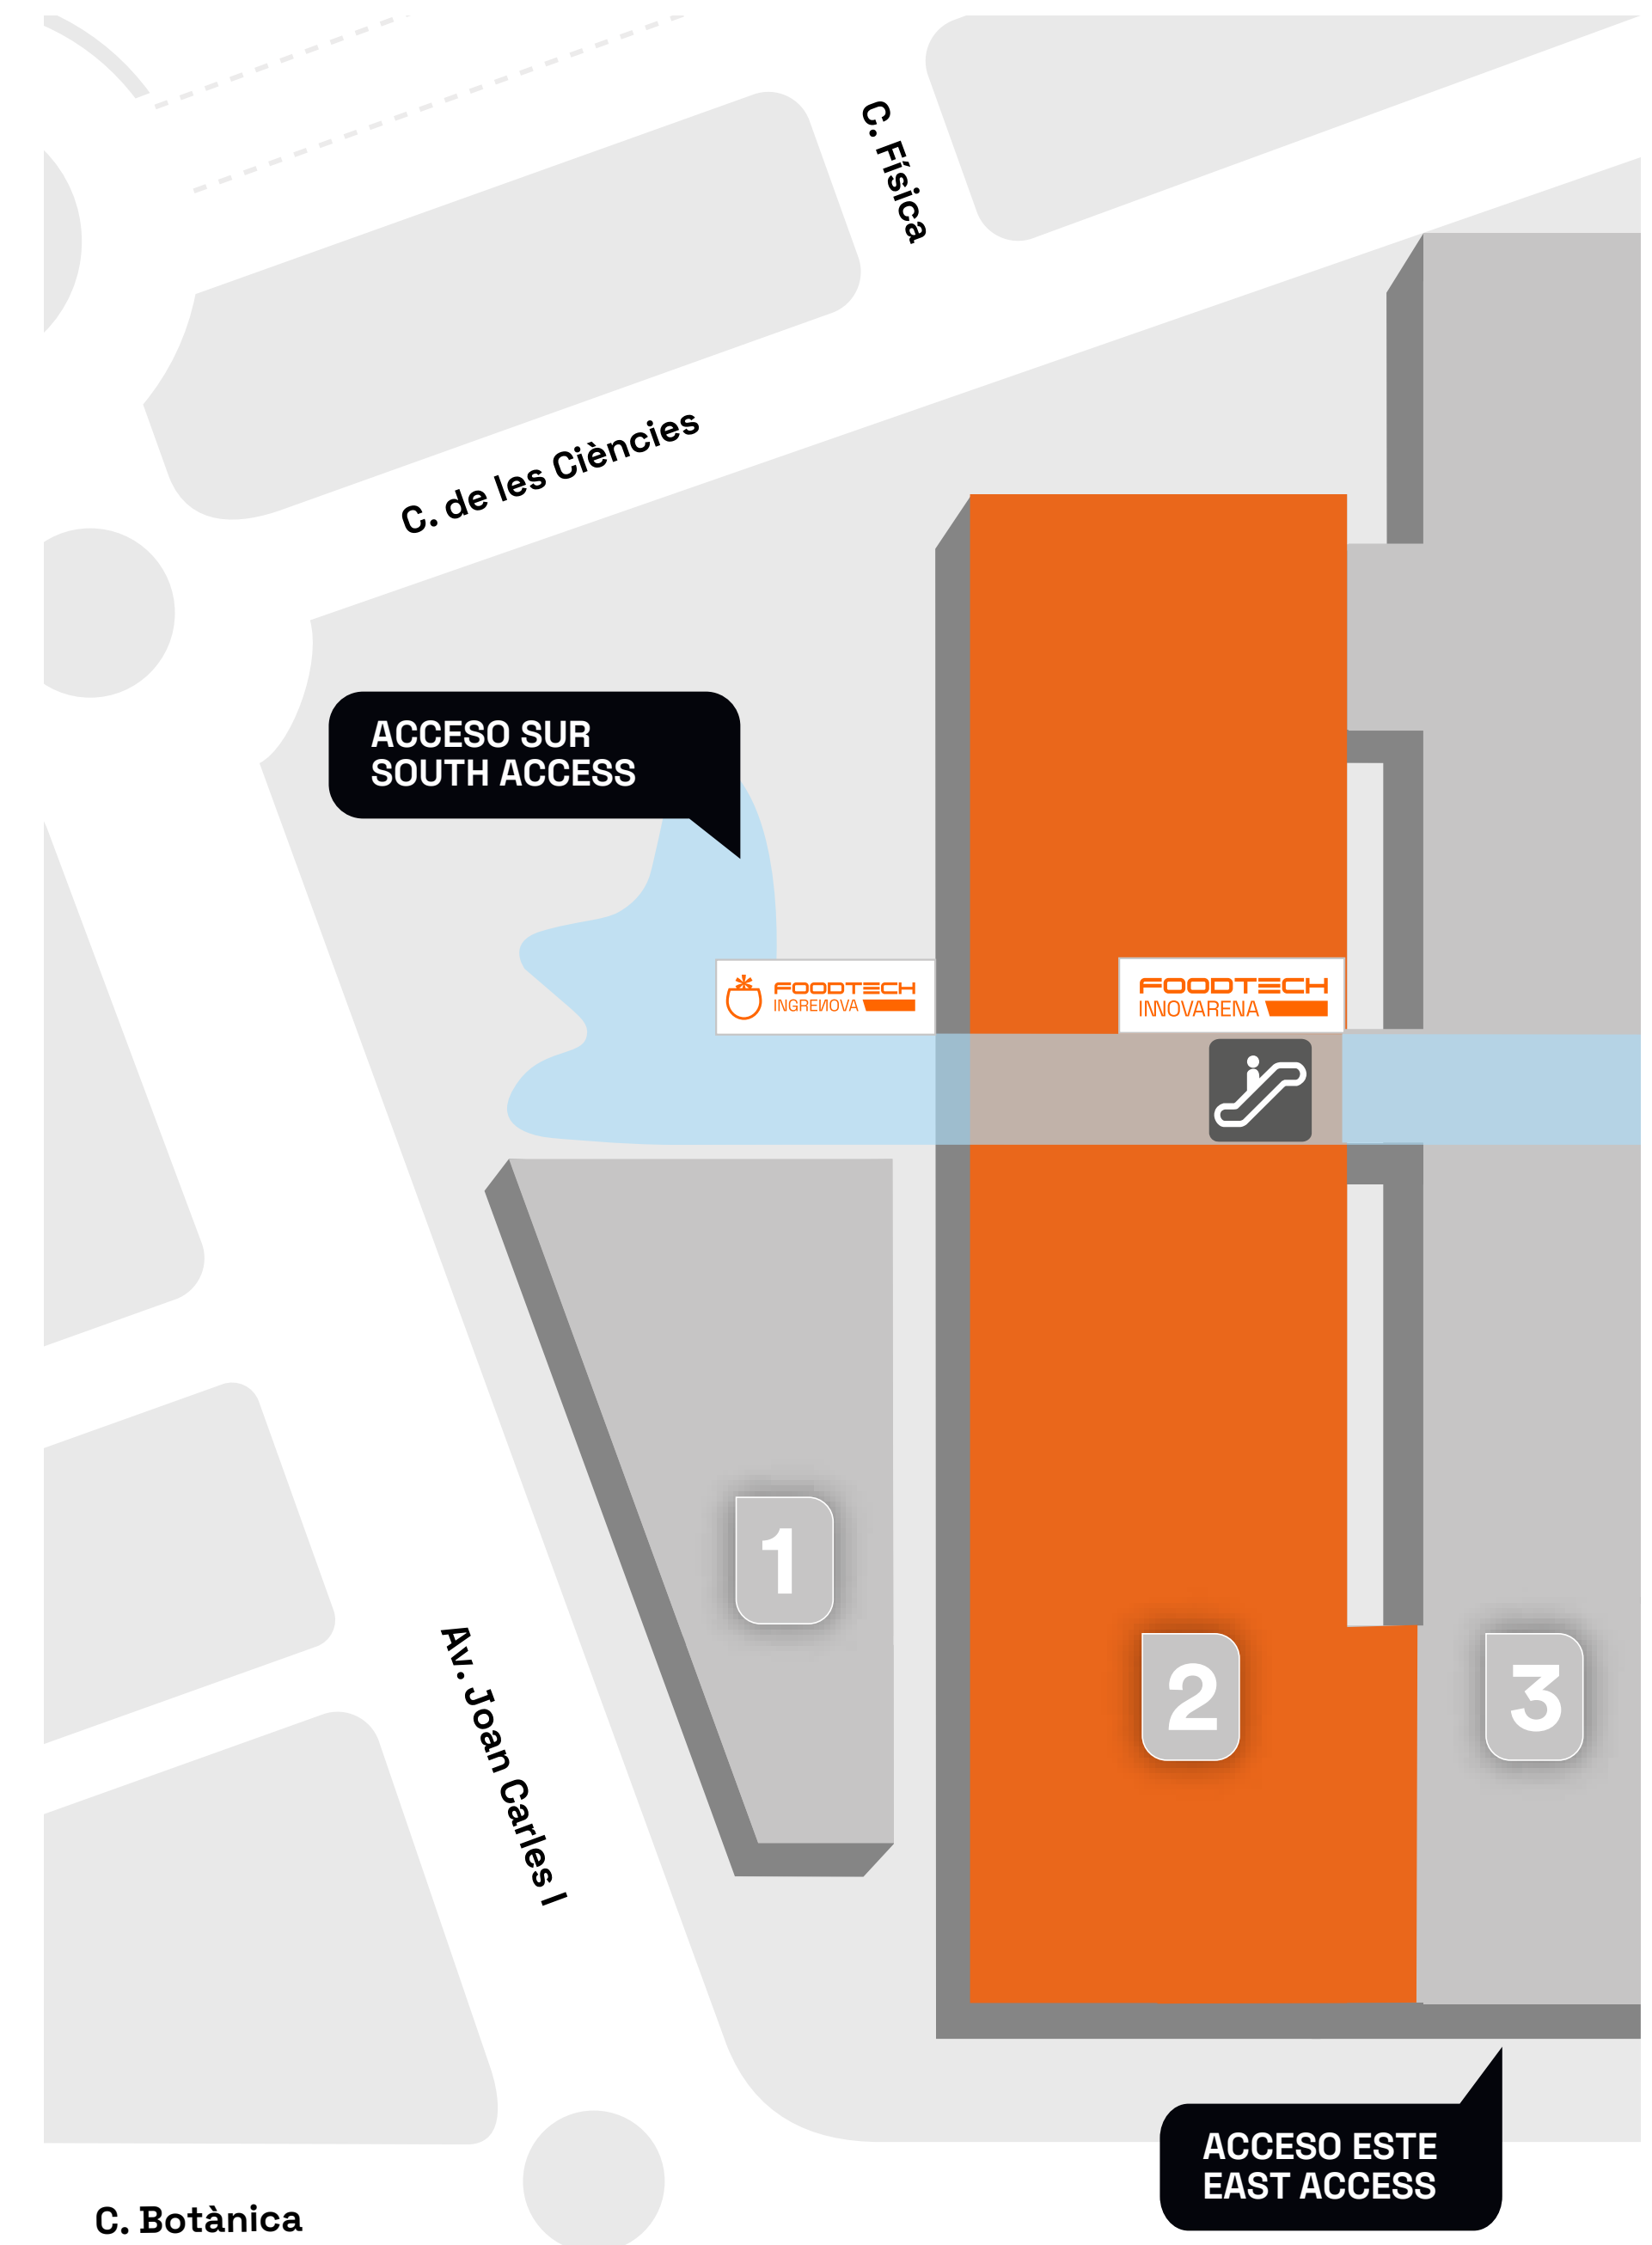 C. Física
C. de les Ciències
ACCESO SUR
SOUTH ACCESS
FOODTECH
INGRENOVA
FOODTECH
INNOVARENA
1
2
3
Av. Joan Carles I
ACCESO ESTE
EAST ACCESS
C. Botànica